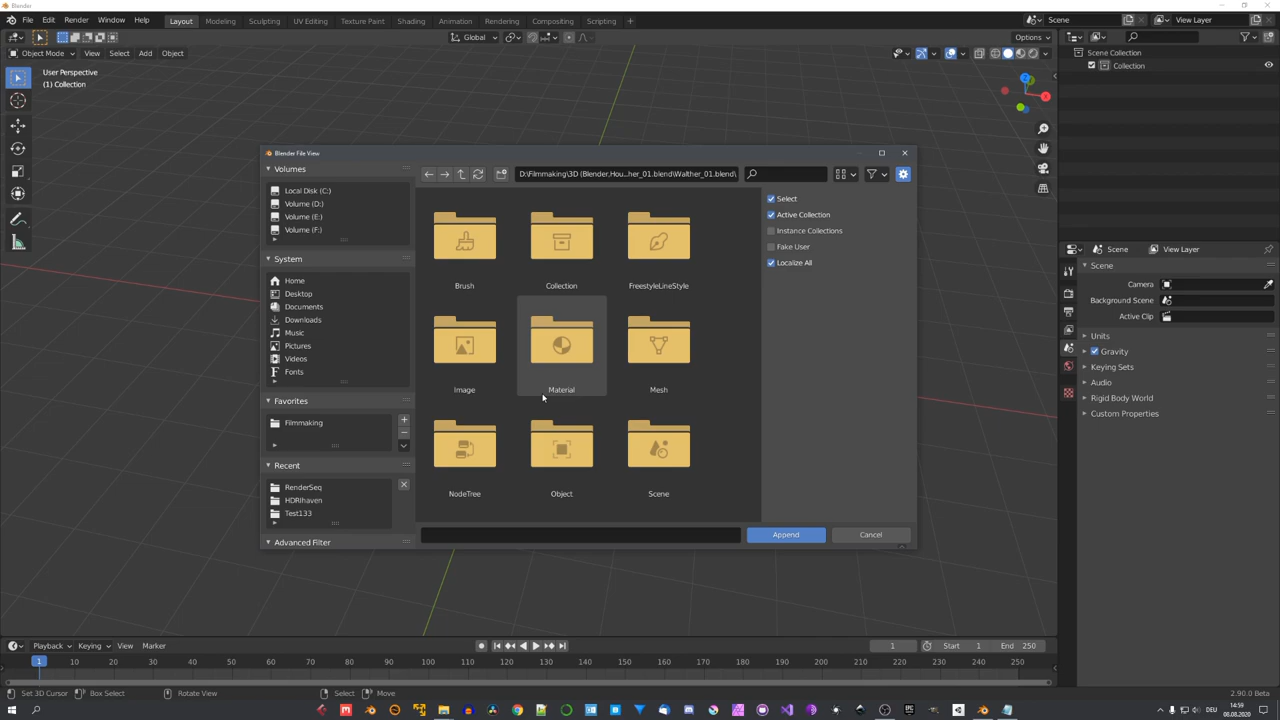 Blender
File Edit Render Window Help Layout Modeling Sculpting UV Editing Texture Paint Shading Animation Rendering Compositing Scripting + Scene View Layer
Global Options
Object Mode View Select Add Object
User Perspective
(1) Collection
Scene Collection
Collection
Z
X
Blender File View
Volumes
Local Disk (C:)
Volume (D:)
Volume (E:)
Volume (F:)
System
Home
Desktop
Documents
Downloads
Music
Pictures
Videos
Fonts
Favorites
Filmmaking
Recent
RenderSeq
HDRIhaven
Test133
Advanced Filter
D:\Filmmaking\3D (Blender,Hou...her_01.blend\Walther_01.blend\
Brush Collection FreestyleLineStyle
Image Material Mesh
NodeTree Object Scene
Select
Active Collection
Instance Collections
Fake User
Localize All
Append Cancel
Scene View Layer
Scene
Camera
Background Scene
Active Clip
Units
Gravity
Keying Sets
Audio
Rigid Body World
Custom Properties
Playback Keying View Marker 1 Start 1 End 250
1 10 20 30 40 50 60 70 80 90 100 110 120 130 140 150 160 170 180 190 200 210 220 230 240 250
Set 3D Cursor Box Select Rotate View Select Move 2.90.0 Beta
DEU 14:59
08.08.2020